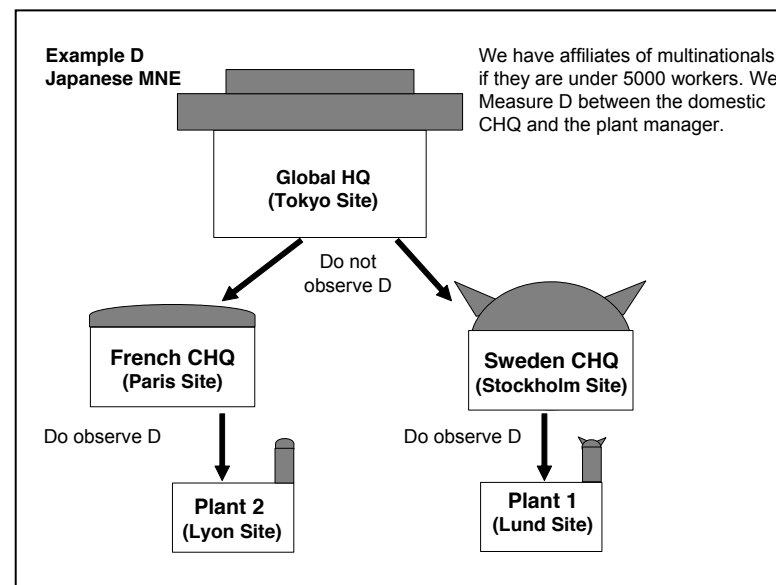 Example D
Japanese MNE
We have affiliates of multinationals
if they are under 5000 workers. We
Measure D between the domestic
CHQ and the plant manager.
Global HQ
(Tokyo Site)
Do not
observe D
French CHQ
(Paris Site)
Sweden CHQ
(Stockholm Site)
Do observe D
Do observe D
Plant 2
(Lyon Site)
Plant 1
(Lund Site)